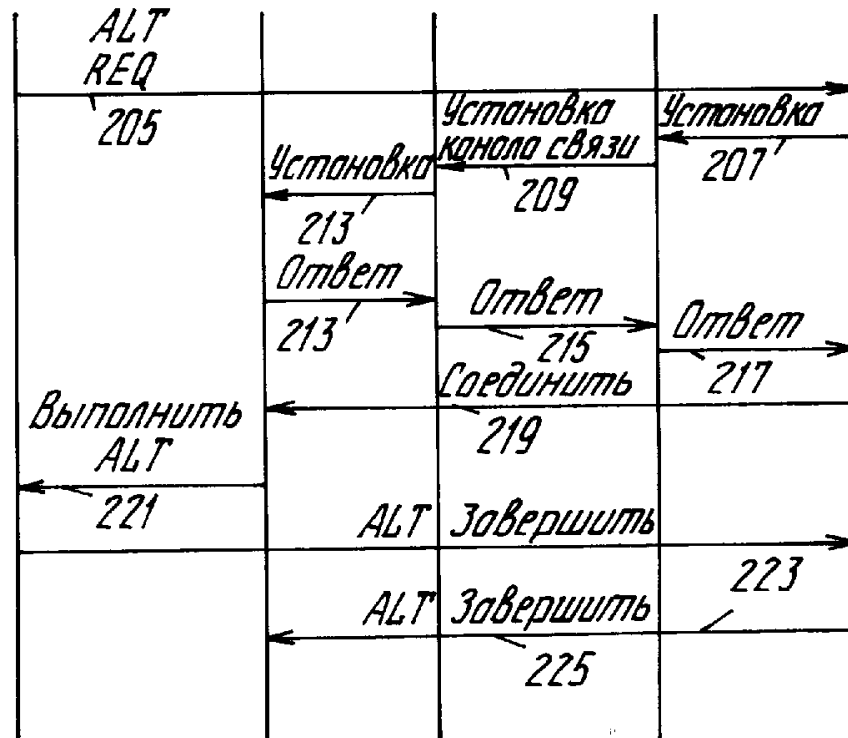 ALT
REQ
205
Установка
канала связи
209
Установка
207
Установка
213
Ответ
213
Ответ
215
Ответ
217
Соединить
219
Выполнить
ALT
221
ALT Завершить
223
ALT Завершить
225